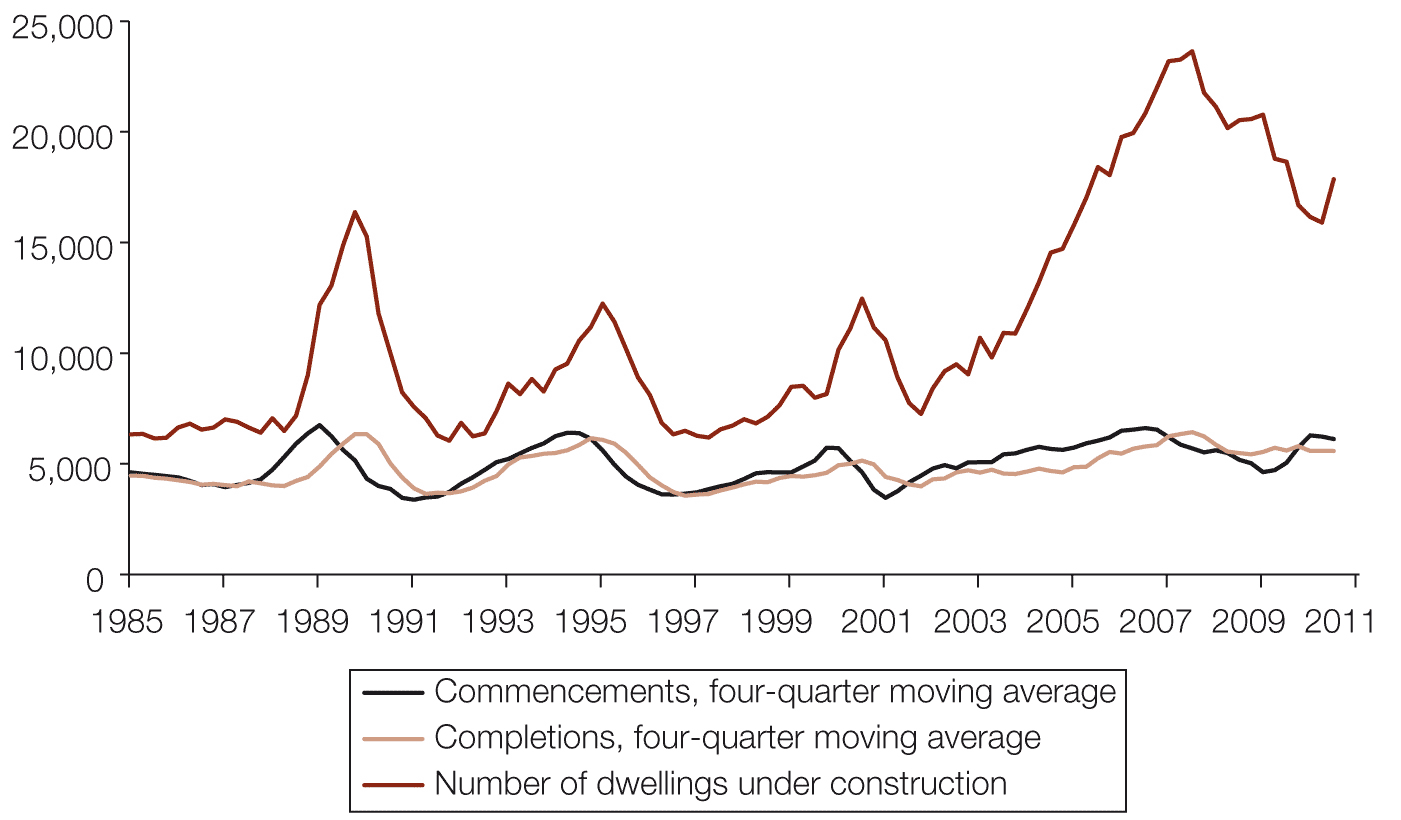 25,000
20,000
15,000
10,000
5,000
0
1985 1987 1989 1991 1993 1995 1997 1999 2001 2003 2005 2007 2009 2011
Commencements, four-quarter moving average
Completions, four-quarter moving average
Number of dwellings under construction